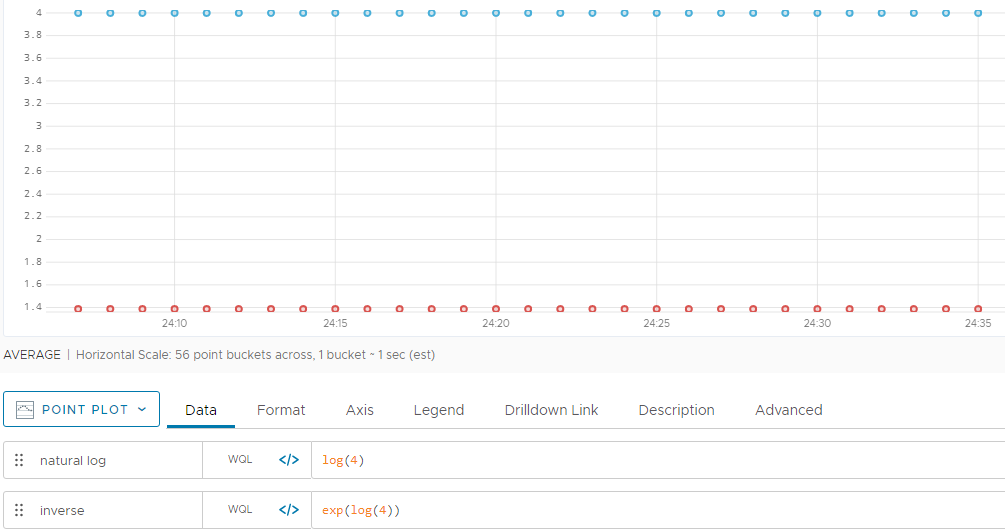 4
3.8
3.6
3.4
3.2
3
2.8
2.6
2.4
2.2
2
1.8
1.6
1.4
24:10 24:15 24:20 24:25 24:30 24:35
AVERAGE | Horizontal Scale: 56 point buckets across, 1 bucket ~ 1 sec (est)
POINT PLOT Data Format Axis Legend Drilldown Link Description Advanced
natural log WQL </> log(4)
inverse WQL </> exp(log(4))